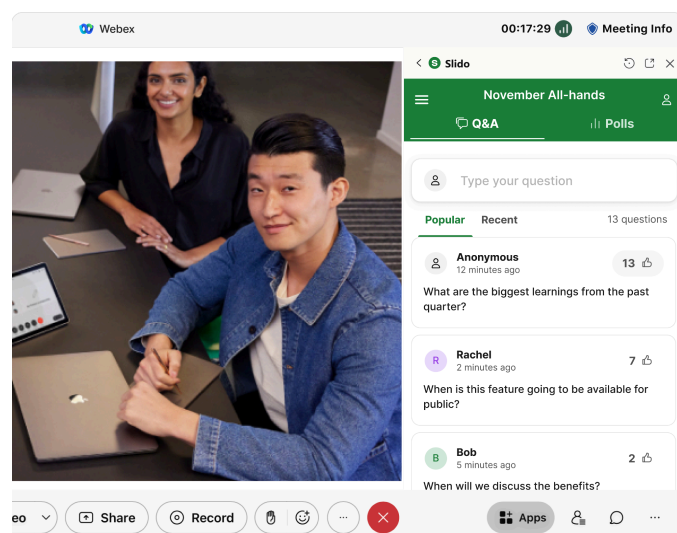 Webex
00:17:29
Meeting Info
S Slido
November All-hands
Q&A
Polls
Type your question
Popular
Recent
13 questions
Anonymous
12 minutes ago
13
What are the biggest learnings from the past
quarter?
R
Rachel
2 minutes ago
7
When is this feature going to be available for
public?
B
Bob
5 minutes ago
2
When will we discuss the benefits?
eo
Share
Record
Apps